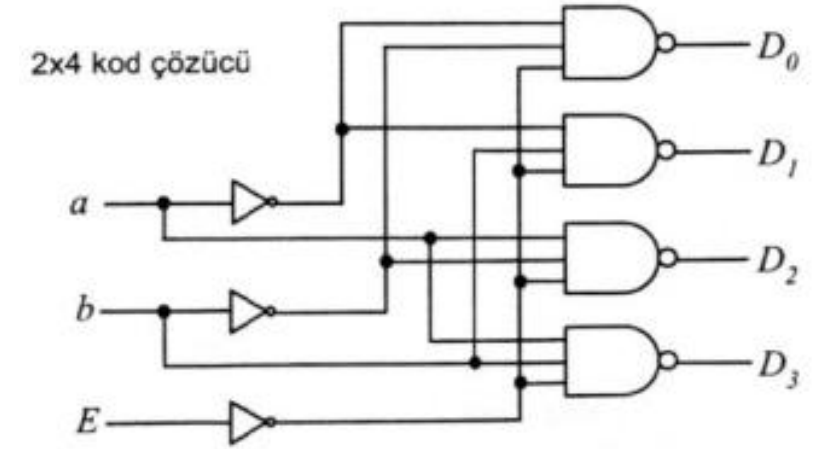 2x4 kod çözücü
D₀
D₁
a
D₂
b
D₃
E